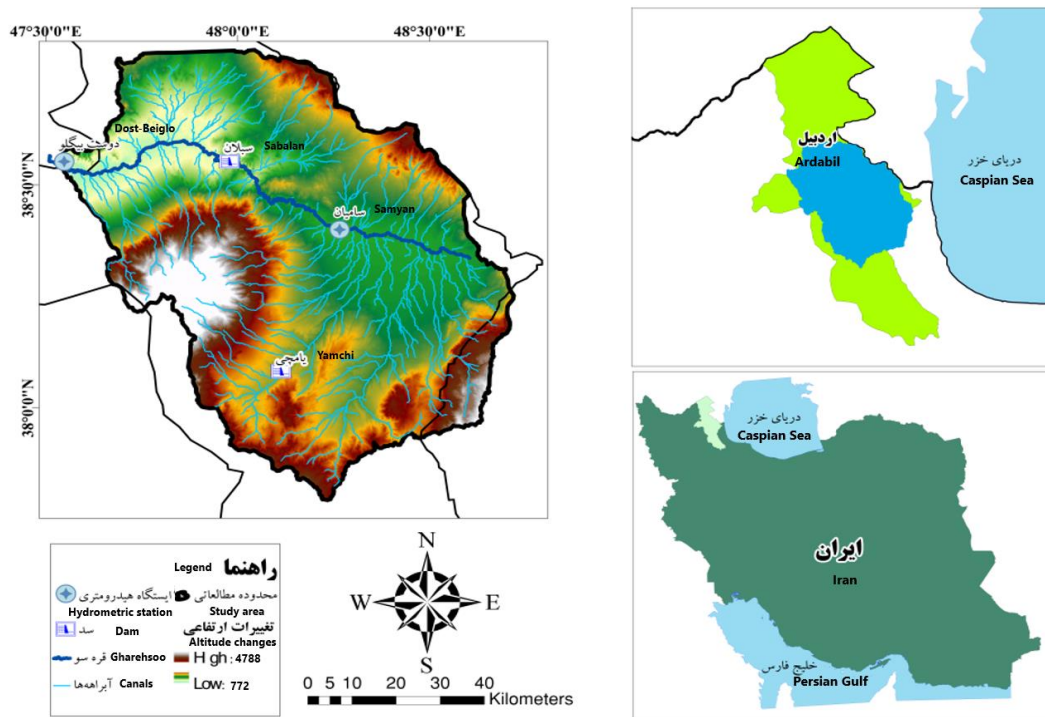 47°30'0"E
48°0'0"E
48°30'0"E
38°30'0"N
38°0'0"N
Dost-Beiglo
دوست بیگلو
سبلان
Sabalan
Samyan
سامیان
Yamchi
یامچی
اردبیل
Ardabil
دریای خزر
Caspian Sea
دریای خزر
Caspian Sea
ایران
Iran
خلیج فارس
Persian Gulf
راهنما Legend
ایستگاه هیدرومتری
Hydrometric station
محدوده مطالعاتی
Study area
سد Dam
تغییرات ارتفاعی
Altitude changes
قره سو Gharehsoo
High : 4788
آبراهه‌ها Canals
Low: 772
N
W
E
S
0 5 10 20 30 40
Kilometers